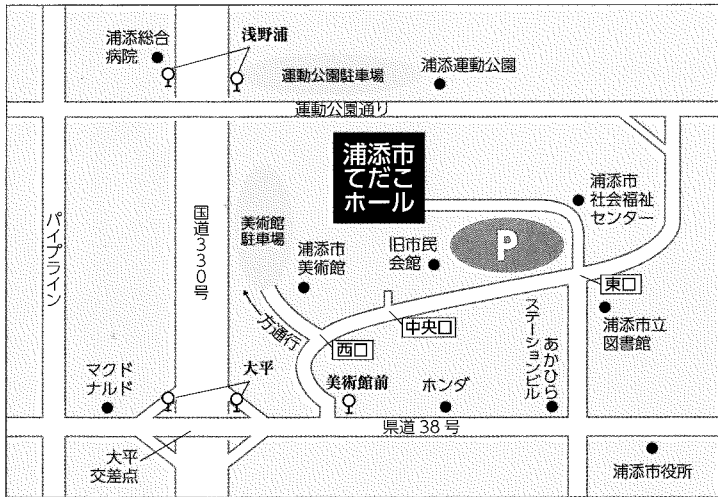 浦添総合
病院
浅野浦
運動公園駐車場
浦添運動公園
運動公園通り
浦添市
てだこ
ホール
浦添市
社会福祉
センター
パイプライン
国道330号
美術館
駐車場
浦添市
美術館
旧市民
会館
P
東口
中央口
西口
一方通行
浦添市立
図書館
あかひら
ステーションビル
マクド
ナルド
大平
美術館前
ホンダ
県道38号
大平
交差点
浦添市役所